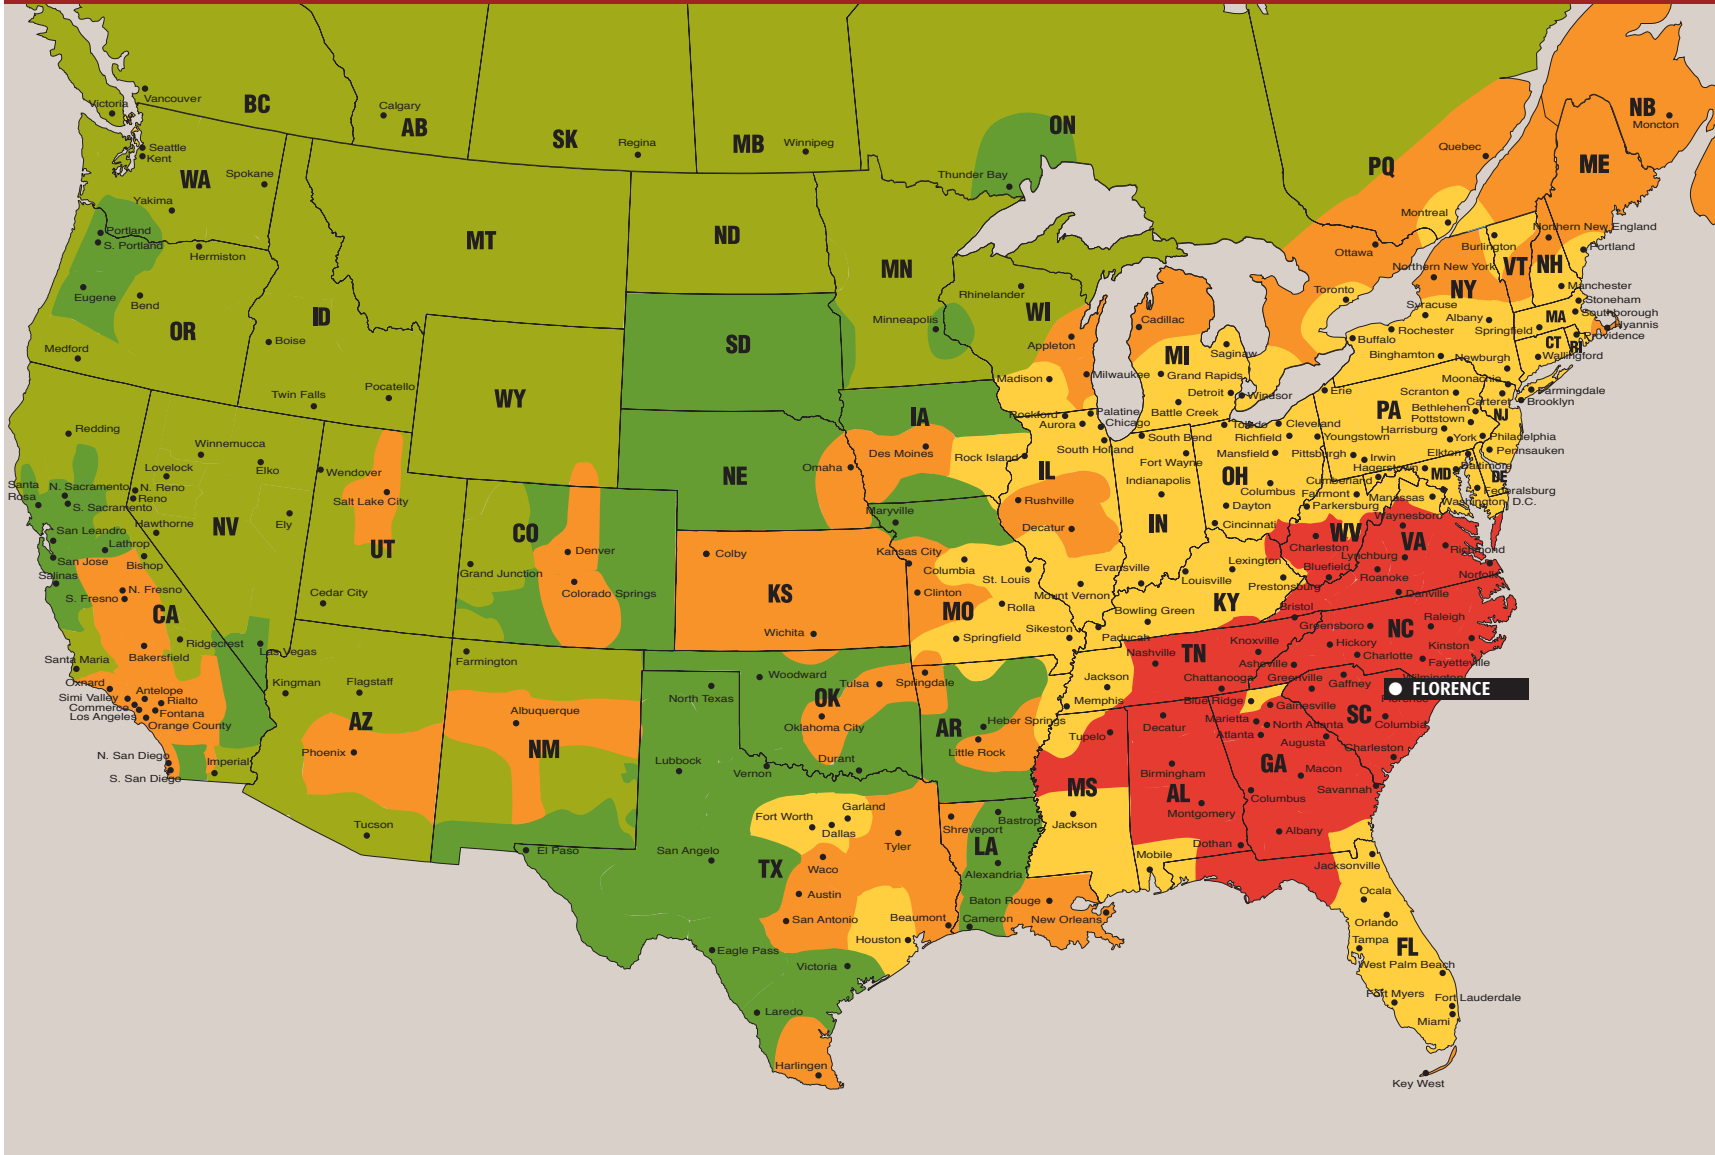 BC
Victoria
Vancouver
Calgary
AB
SK
Regina
MB
Winnipeg
ON
Thunder Bay
PQ
Quebec
Montreal
Ottawa
Toronto
NB
Moncton
ME
Seattle
Kent
WA
Spokane
Yakima
Portland
S. Portland
Hermiston
Eugene
Bend
OR
Medford
ID
Boise
Twin Falls
Pocatello
MT
ND
SD
WY
NE
Omaha
MN
Minneapolis
WI
Rhinelander
Appleton
Madison
Milwaukee
MI
Cadillac
Saginaw
Grand Rapids
Detroit
Windsor
Battle Creek
Northern New England
Burlington
VT
NH
Portland
Northern New York
NY
Manchester
Stoneham
Southborough
Hyannis
Providence
MA
CT
RI
Syracuse
Albany
Springfield
Rochester
Buffalo
Binghamton
Newburgh
Wallingford
Moonachie
Farmingdale
Brooklyn
Carteret
NJ
Erie
PA
Scranton
Bethlehem
Pottstown
Harrisburg
York
Philadelphia
Pennsauken
Elkton
Baltimore
DE
MD
Hagerstown
Cumberland
Federalsburg
Washington, D.C.
Manassas
Pittsburgh
Irwin
Youngstown
Cleveland
Toledo
Richfield
Mansfield
OH
Columbus
Dayton
Cincinnati
Fairmont
Parkersburg
WV
Charleston
Bluefield
Waynesboro
VA
Lynchburg
Richmond
Roanoke
Norfolk
Danville
IA
Des Moines
Rock Island
Rockford
Aurora
Palatine
Chicago
South Holland
IL
Rushville
Decatur
Mount Vernon
South Bend
Fort Wayne
Indianapolis
IN
Evansville
Louisville
Lexington
Prestonsburg
KY
Bowling Green
Paducah
Redding
Santa
Rosa
N. Sacramento
S. Sacramento
San Leandro
Lathrop
San Jose
Salinas
Bishop
N. Fresno
S. Fresno
CA
Bakersfield
Ridgecrest
Santa Maria
Oxnard
Simi Valley
Commerce
Los Angeles
Antelope
Rialto
Fontana
Orange County
N. San Diego
S. San Diego
Imperial
Winnemucca
Lovelock
Elko
N. Reno
Reno
Hawthorne
NV
Ely
Las Vegas
Wendover
Salt Lake City
UT
Cedar City
CO
Grand Junction
Denver
Colorado Springs
Colby
KS
Wichita
Maryville
Kansas City
Columbia
St. Louis
Clinton
MO
Rolla
Springfield
Sikeston
Kingman
Flagstaff
AZ
Phoenix
Tucson
Farmington
Albuquerque
NM
North Texas
Lubbock
Woodward
OK
Tulsa
Oklahoma City
Durant
Vernon
Springdale
AR
Heber Springs
Little Rock
El Paso
San Angelo
TX
Fort Worth
Dallas
Garland
Tyler
Waco
Austin
San Antonio
Houston
Beaumont
Eagle Pass
Victoria
Laredo
Harlingen
Shreveport
Bastrop
LA
Alexandria
Baton Rouge
Cameron
New Orleans
Bristol
Knoxville
Nashville
TN
Chattanooga
Jackson
Memphis
Tupelo
MS
Jackson
Decatur
Birmingham
AL
Montgomery
Dothan
Mobile
Greensboro
Raleigh
NC
Hickory
Kinston
Charlotte
Fayetteville
Asheville
Wilmington
Greenville
Gaffney
FLORENCE
Florence
SC
Columbia
Charleston
Blue Ridge
Gainesville
Marietta
North Atlanta
Atlanta
Augusta
GA
Macon
Columbus
Savannah
Albany
Jacksonville
Ocala
Orlando
Tampa
FL
West Palm Beach
Fort Myers
Fort Lauderdale
Miami
Key West